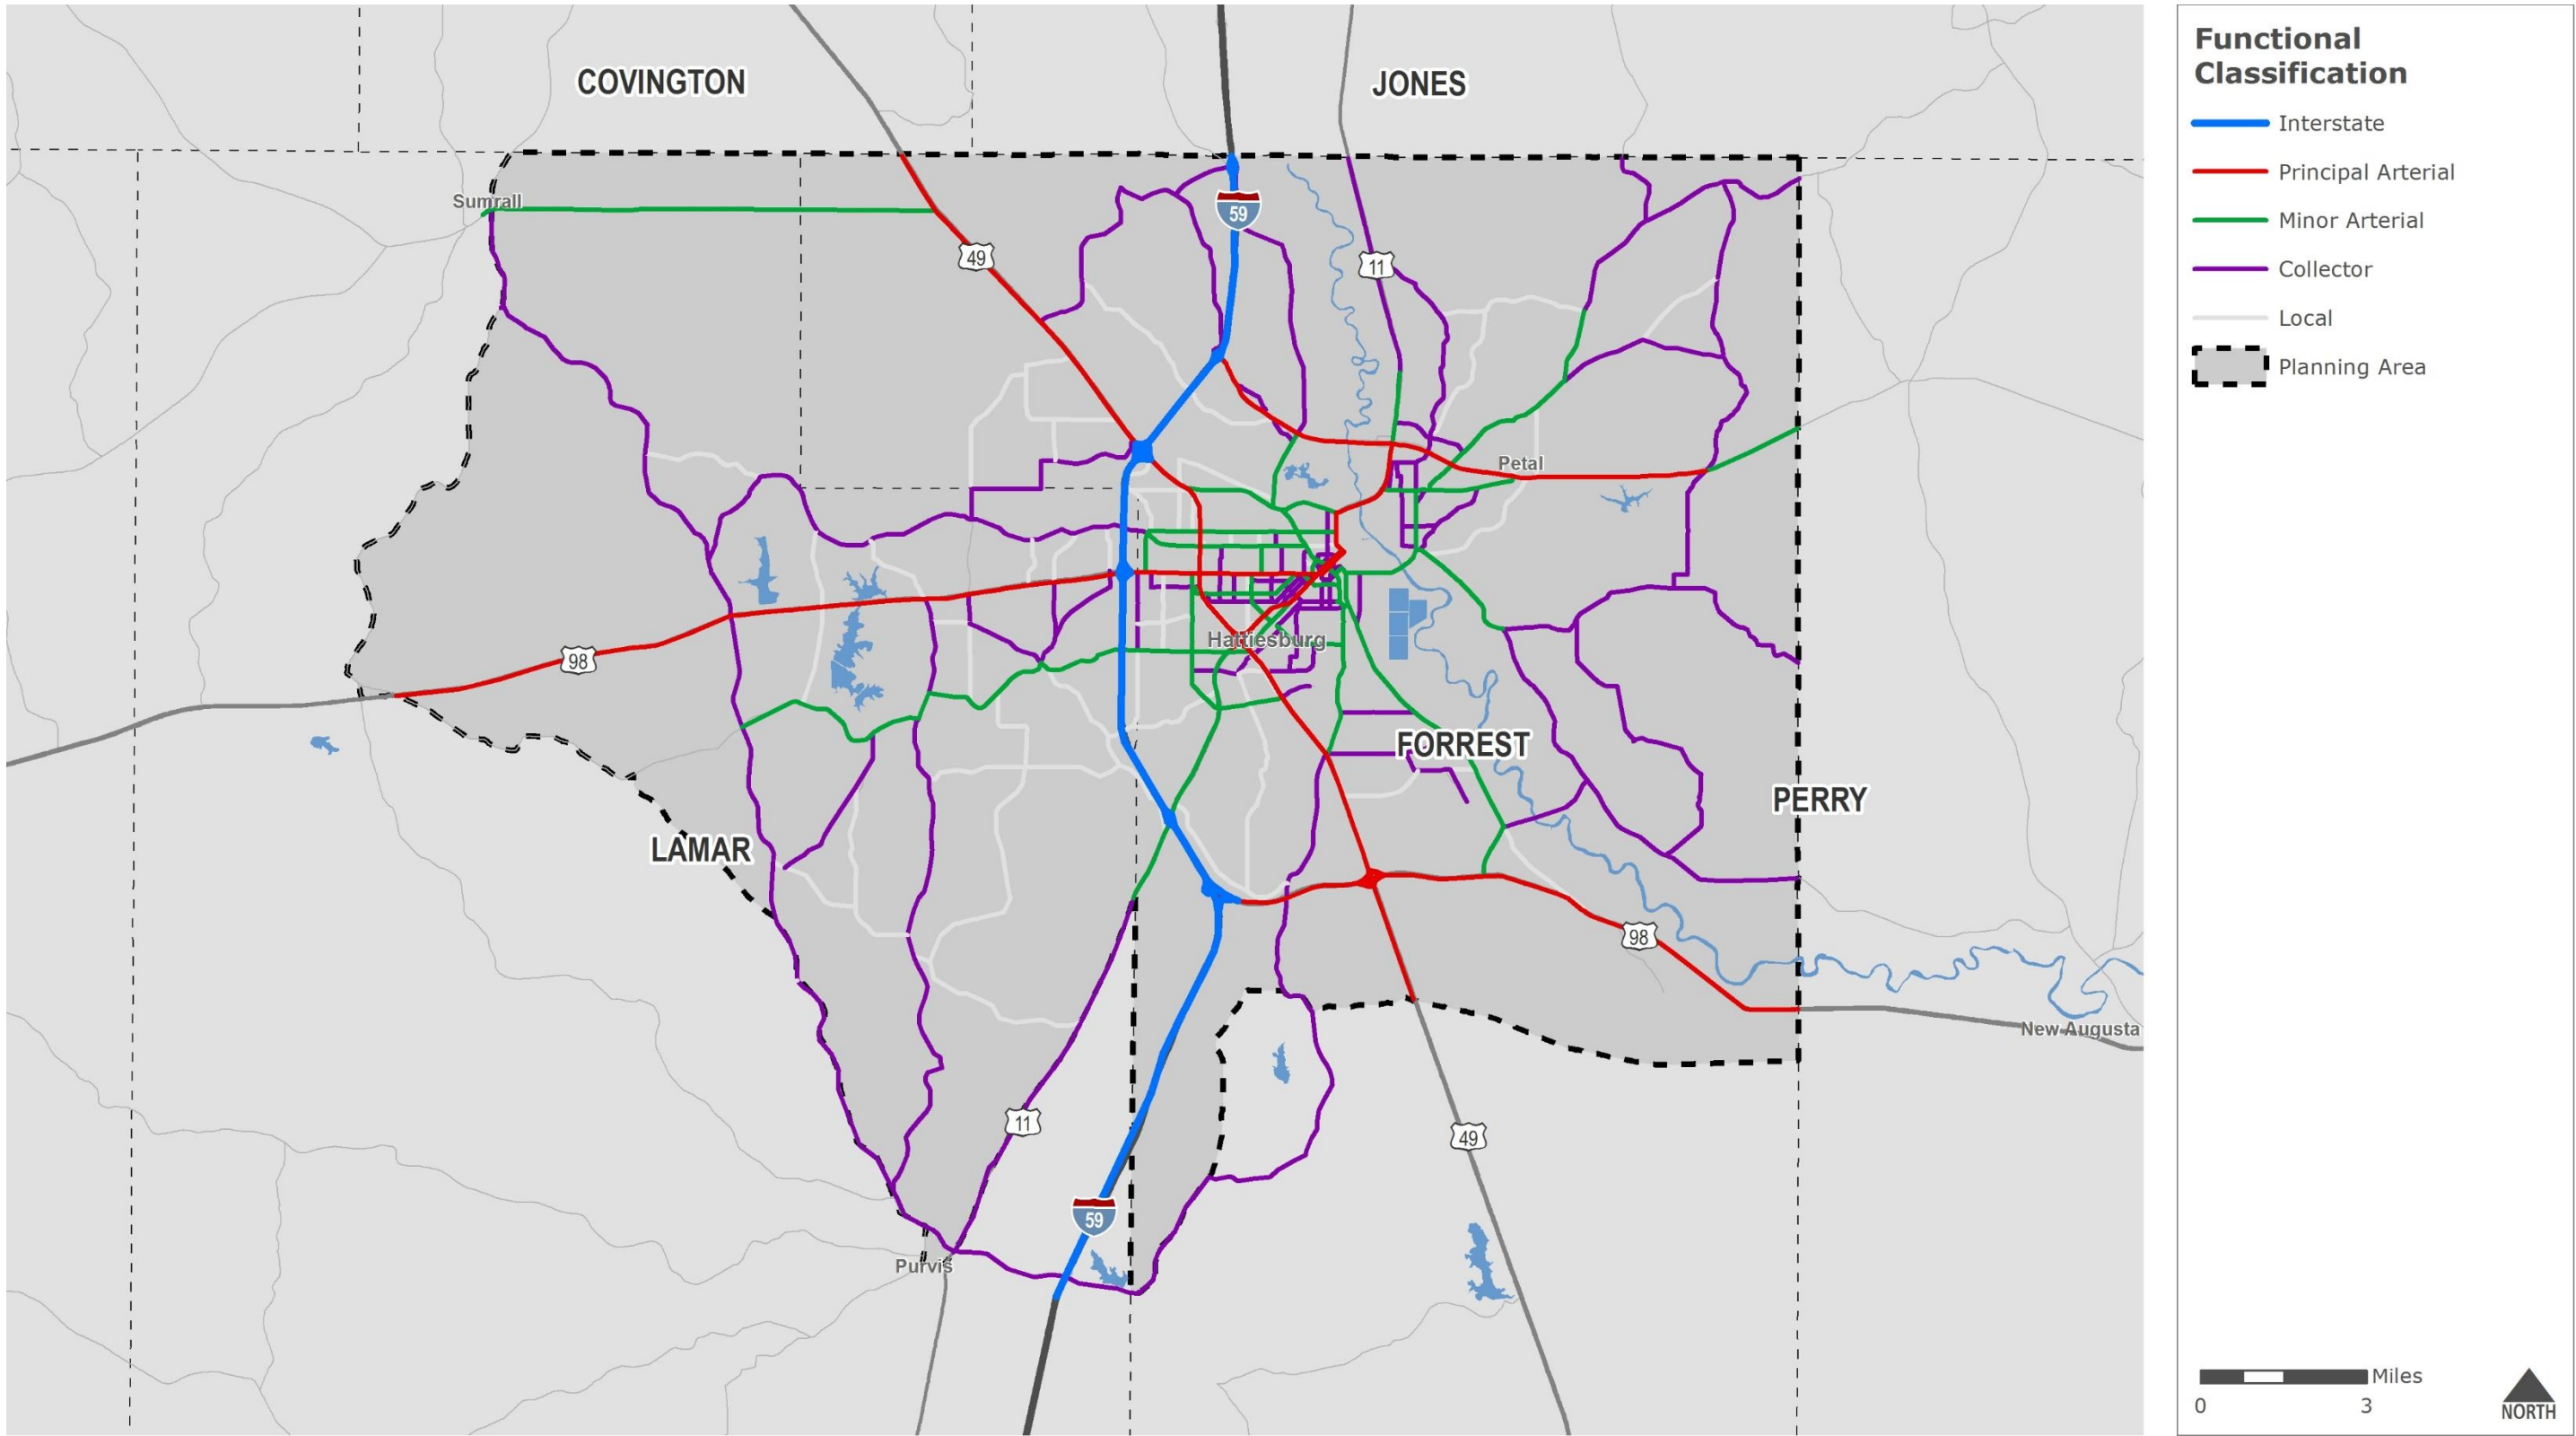 COVINGTON
JONES
Sumrall
59
49
11
Petal
Hattiesburg
98
FORREST
PERRY
LAMAR
98
New Augusta
11
49
59
Purvis
Functional
Classification
Interstate
Principal Arterial
Minor Arterial
Collector
Local
Planning Area
Miles
0 3
NORTH